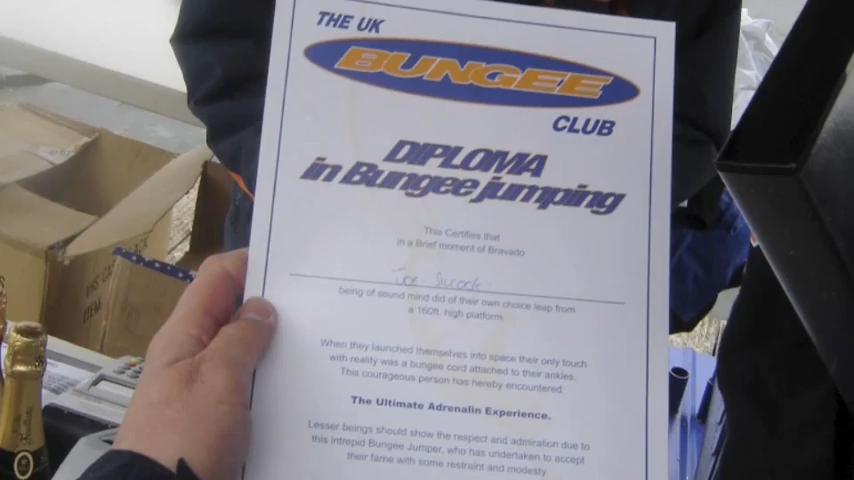 THE UK
BUNGEE
CLUB
DIPLOMA
in Bungee jumping
This Certifies that
in a Brief moment of Bravado
Joe
being of sound mind did of their own choice leap from
a 160ft. high platform.
When they launched themselves into space their only touch
with reality was a bungee cord attached to their ankles.
This courageous person has hereby encountered:
The Ultimate Adrenalin Experience.
Lesser beings should show the respect and admiration due to
this intrepid Bungee Jumper, who has undertaken to accept
their fame with some restraint and modesty.